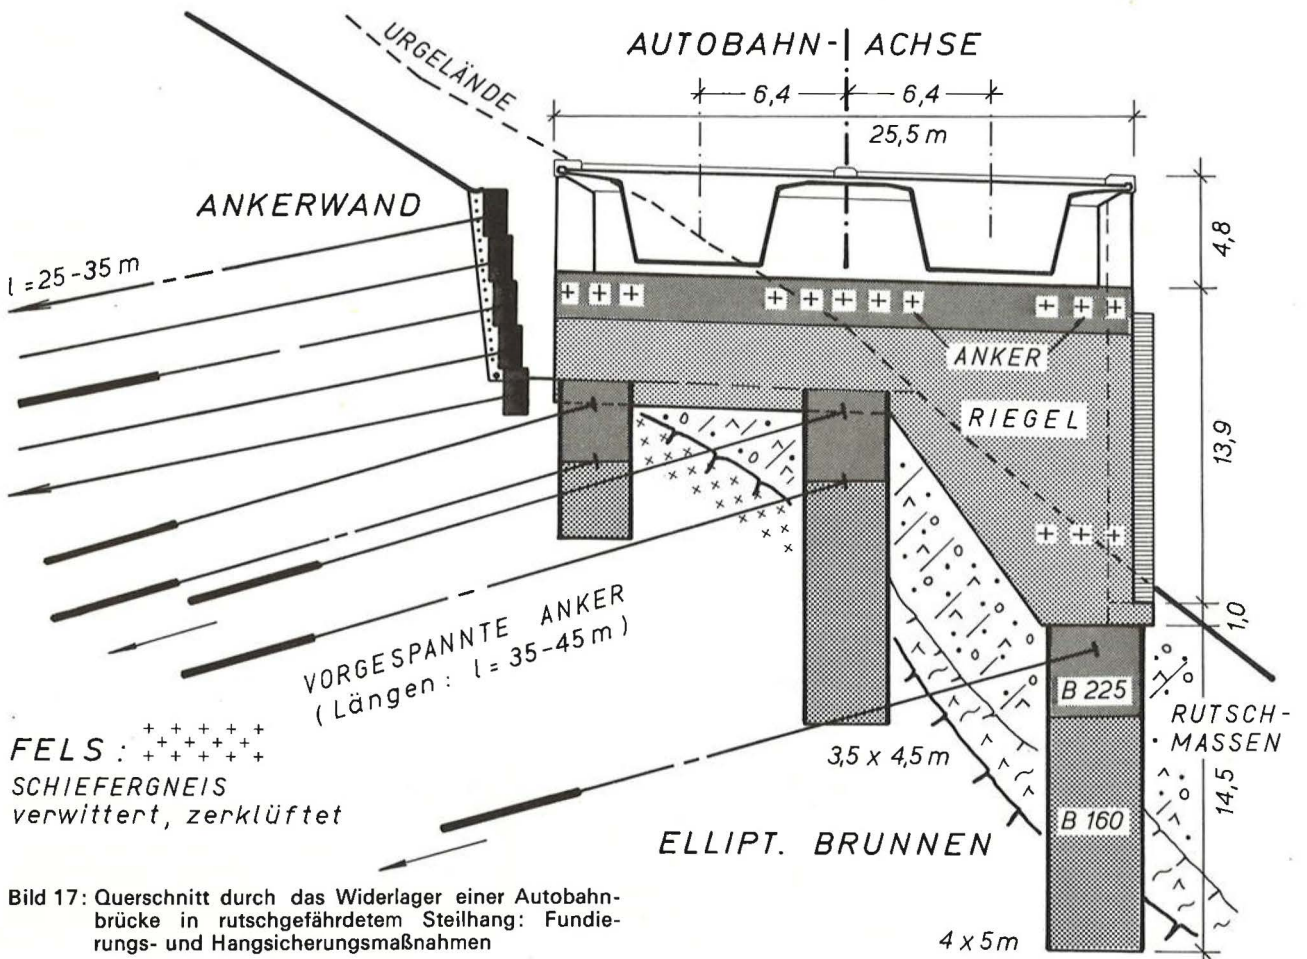 URGELÄNDE
AUTOBAHN- ACHSE
6,4 6,4
25,5 m
ANKERWAND
l = 25-35 m
4,8
ANKER
RIEGEL
13,9
1,0
VORGESPANNTE ANKER
(Längen: l = 35-45 m)
B 225
RUTSCH-
MASSEN
FELS:
SCHIEFERGNEIS
verwittert, zerklüftet
3,5 x 4,5 m
14,5
B 160
ELLIPT. BRUNNEN
4 x 5 m
Bild 17: Querschnitt durch das Widerlager einer Autobahn-
brücke in rutschgefährdetem Steilhang: Fundie-
rungs- und Hangsicherungsmaßnahmen